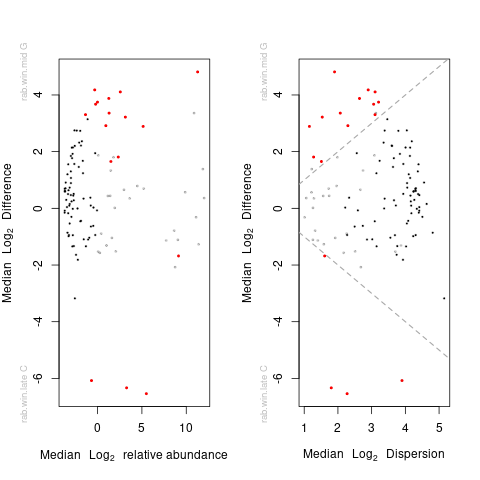 rab.win.mid G
rab.win.late C
Median Log2 Difference
4
2
0
-2
-4
-6
0
5
10
Median Log2 relative abundance
rab.win.mid G
rab.win.late C
Median Log2 Difference
4
2
0
-2
-4
-6
1
2
3
4
5
Median Log2 Dispersion